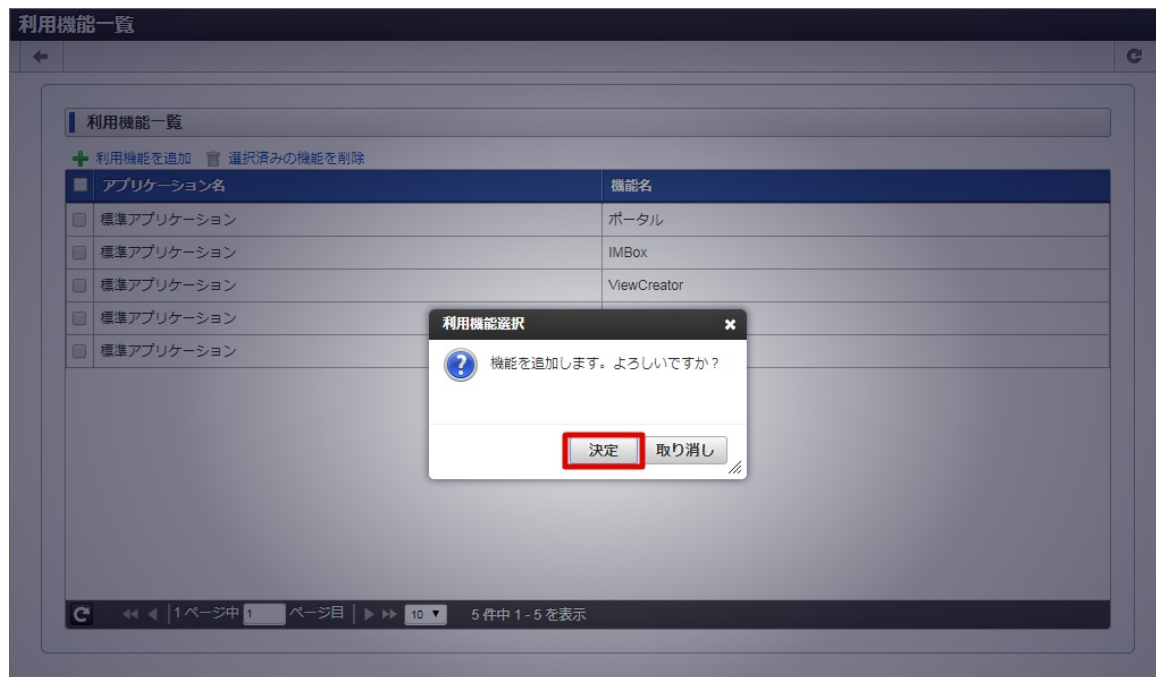 利用機能一覧
利用機能一覧
利用機能を追加 選択済みの機能を削除
アプリケーション名 機能名
標準アプリケーション ポータル
標準アプリケーション IMBox
標準アプリケーション ViewCreator
標準アプリケーション
標準アプリケーション
利用機能選択
機能を追加します。よろしいですか？
決定 取り消し
1 ページ中 1 ページ目 10 5 件中 1 - 5 を表示